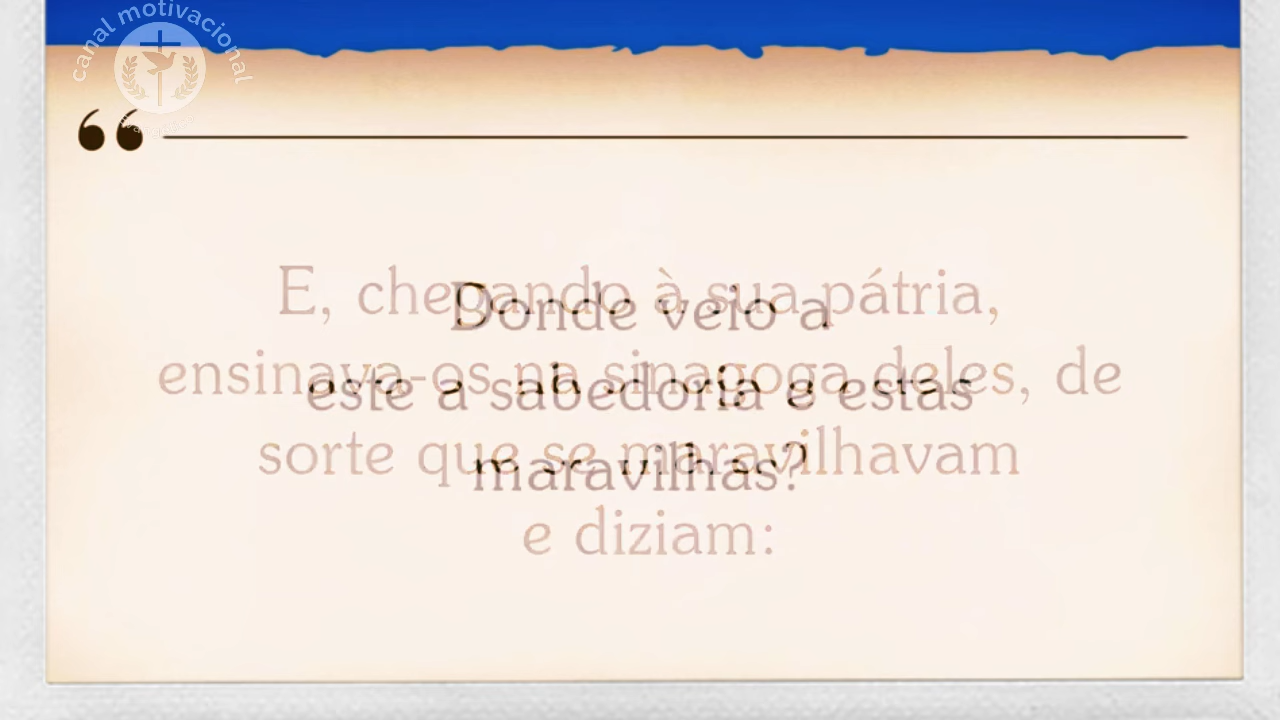 canal motivacional
E, chegando à sua pátria,
ensinava-os na sinagoga deles, de
sorte que se maravilhavam
e diziam:
Donde veio a
este a sabedoria e estas
maravilhas?